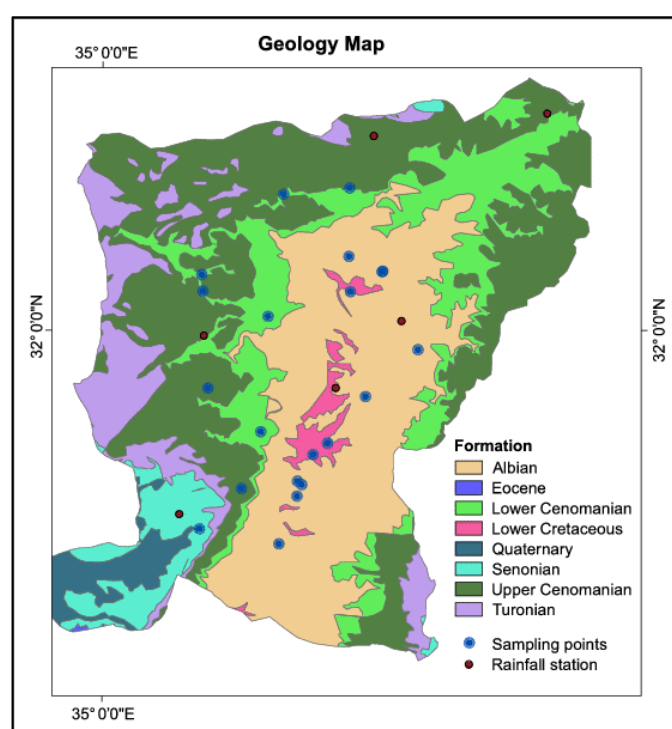 Geology Map
35° 0'0"E
32° 0'0"N
32° 0'0"N
Formation
Albian
Eocene
Lower Cenomanian
Lower Cretaceous
Quaternary
Senonian
Upper Cenomanian
Turonian
Sampling points
Rainfall station
35° 0'0"E